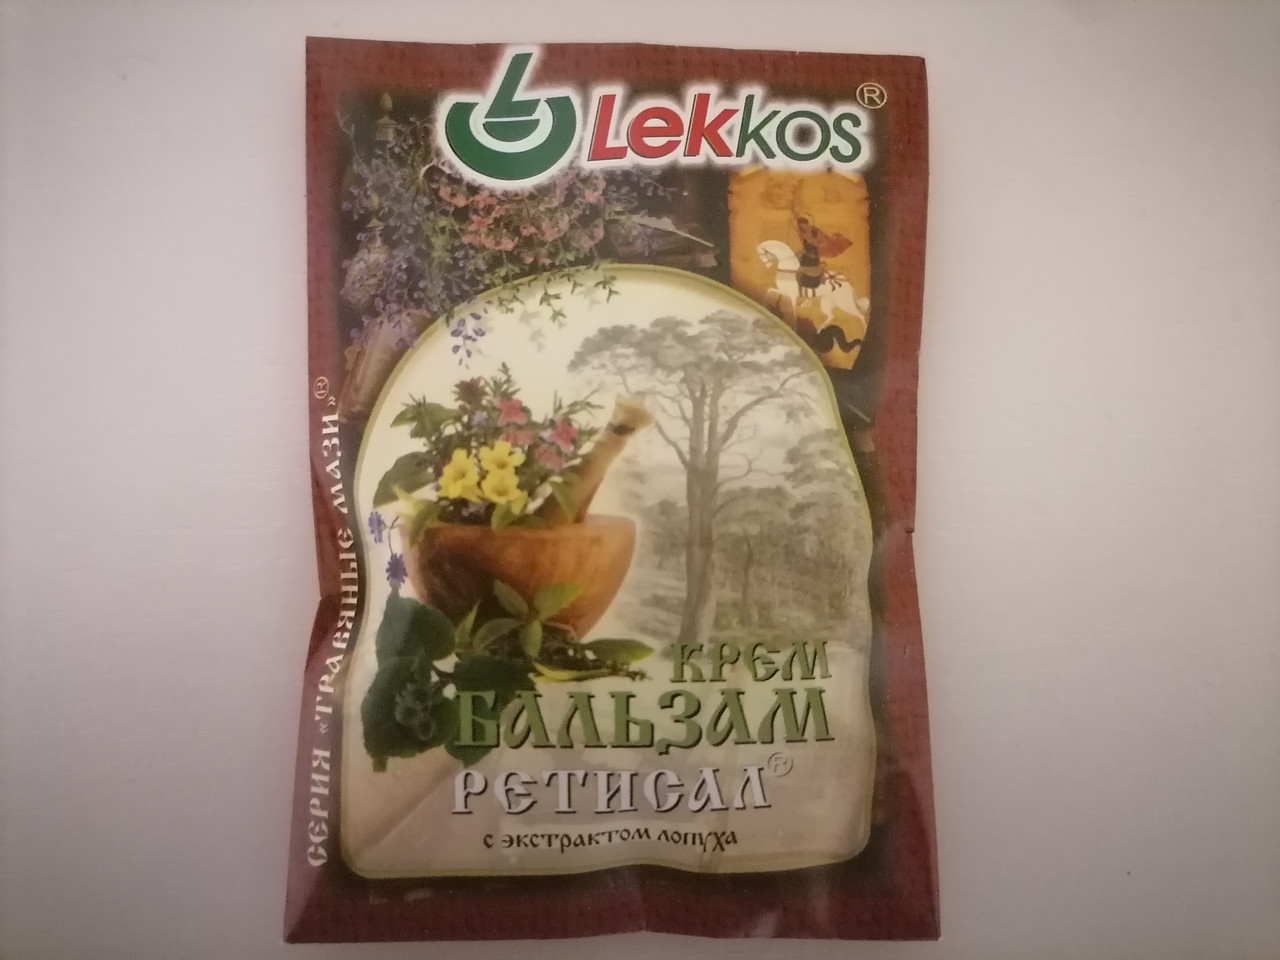 Lekkos®
СЕРИЯ «ТРАВЯНЫЕ МАЗИ»®
КРЕМ
БАЛЬЗАМ
РЕТИСАЛ®
с экстрактом лопуха